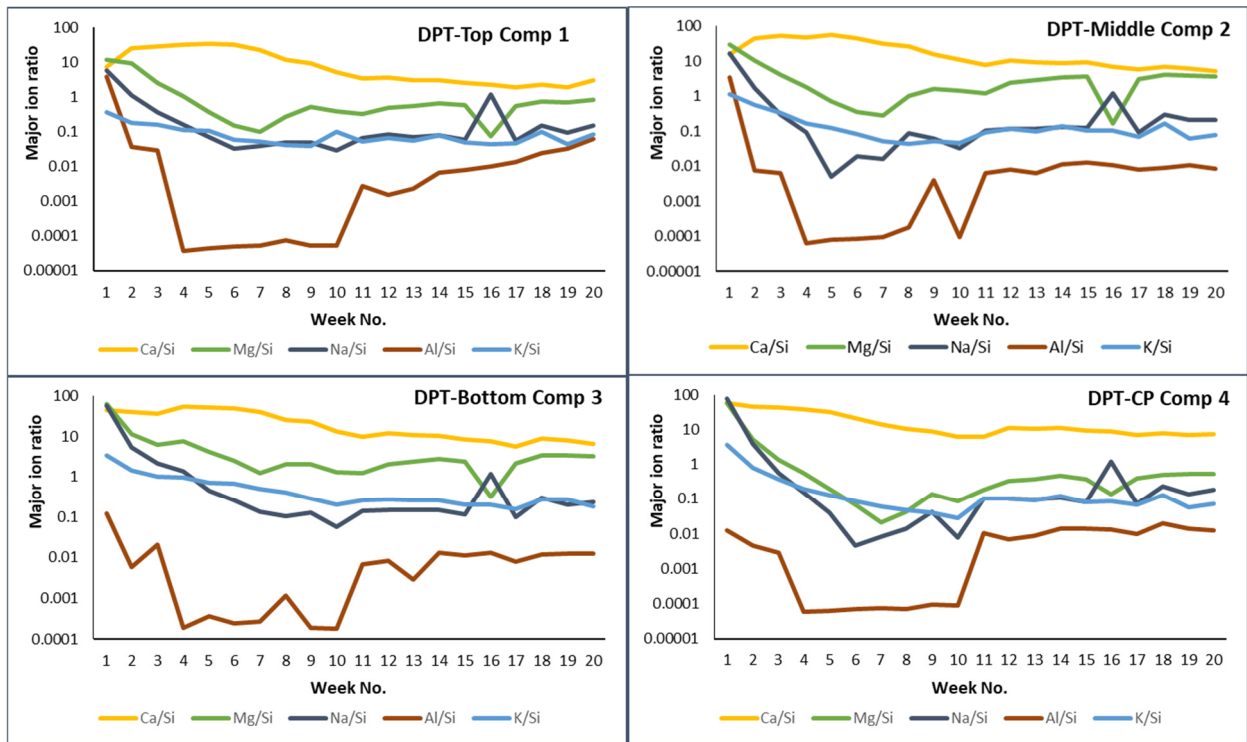 DPT-Top Comp 1
Major ion ratio
100
10
1
0.1
0.01
0.001
0.0001
0.00001
1 2 3 4 5 6 7 8 9 10 11 12 13 14 15 16 17 18 19 20
Week No.
Ca/Si Mg/Si Na/Si Al/Si K/Si
DPT-Middle Comp 2
Major ion ratio
100
10
1
0.1
0.01
0.001
0.0001
0.00001
1 2 3 4 5 6 7 8 9 10 11 12 13 14 15 16 17 18 19 20
Week No.
Ca/Si Mg/Si Na/Si Al/Si K/Si
DPT-Bottom Comp 3
Major ion ratio
100
10
1
0.1
0.01
0.001
0.0001
1 2 3 4 5 6 7 8 9 10 11 12 13 14 15 16 17 18 19 20
Week No.
Ca/Si Mg/Si Na/Si Al/Si K/Si
DPT-CP Comp 4
Major ion ratio
100
10
1
0.1
0.01
0.001
0.0001
0.00001
1 2 3 4 5 6 7 8 9 10 11 12 13 14 15 16 17 18 19 20
Week No.
Ca/Si Mg/Si Na/Si Al/Si K/Si